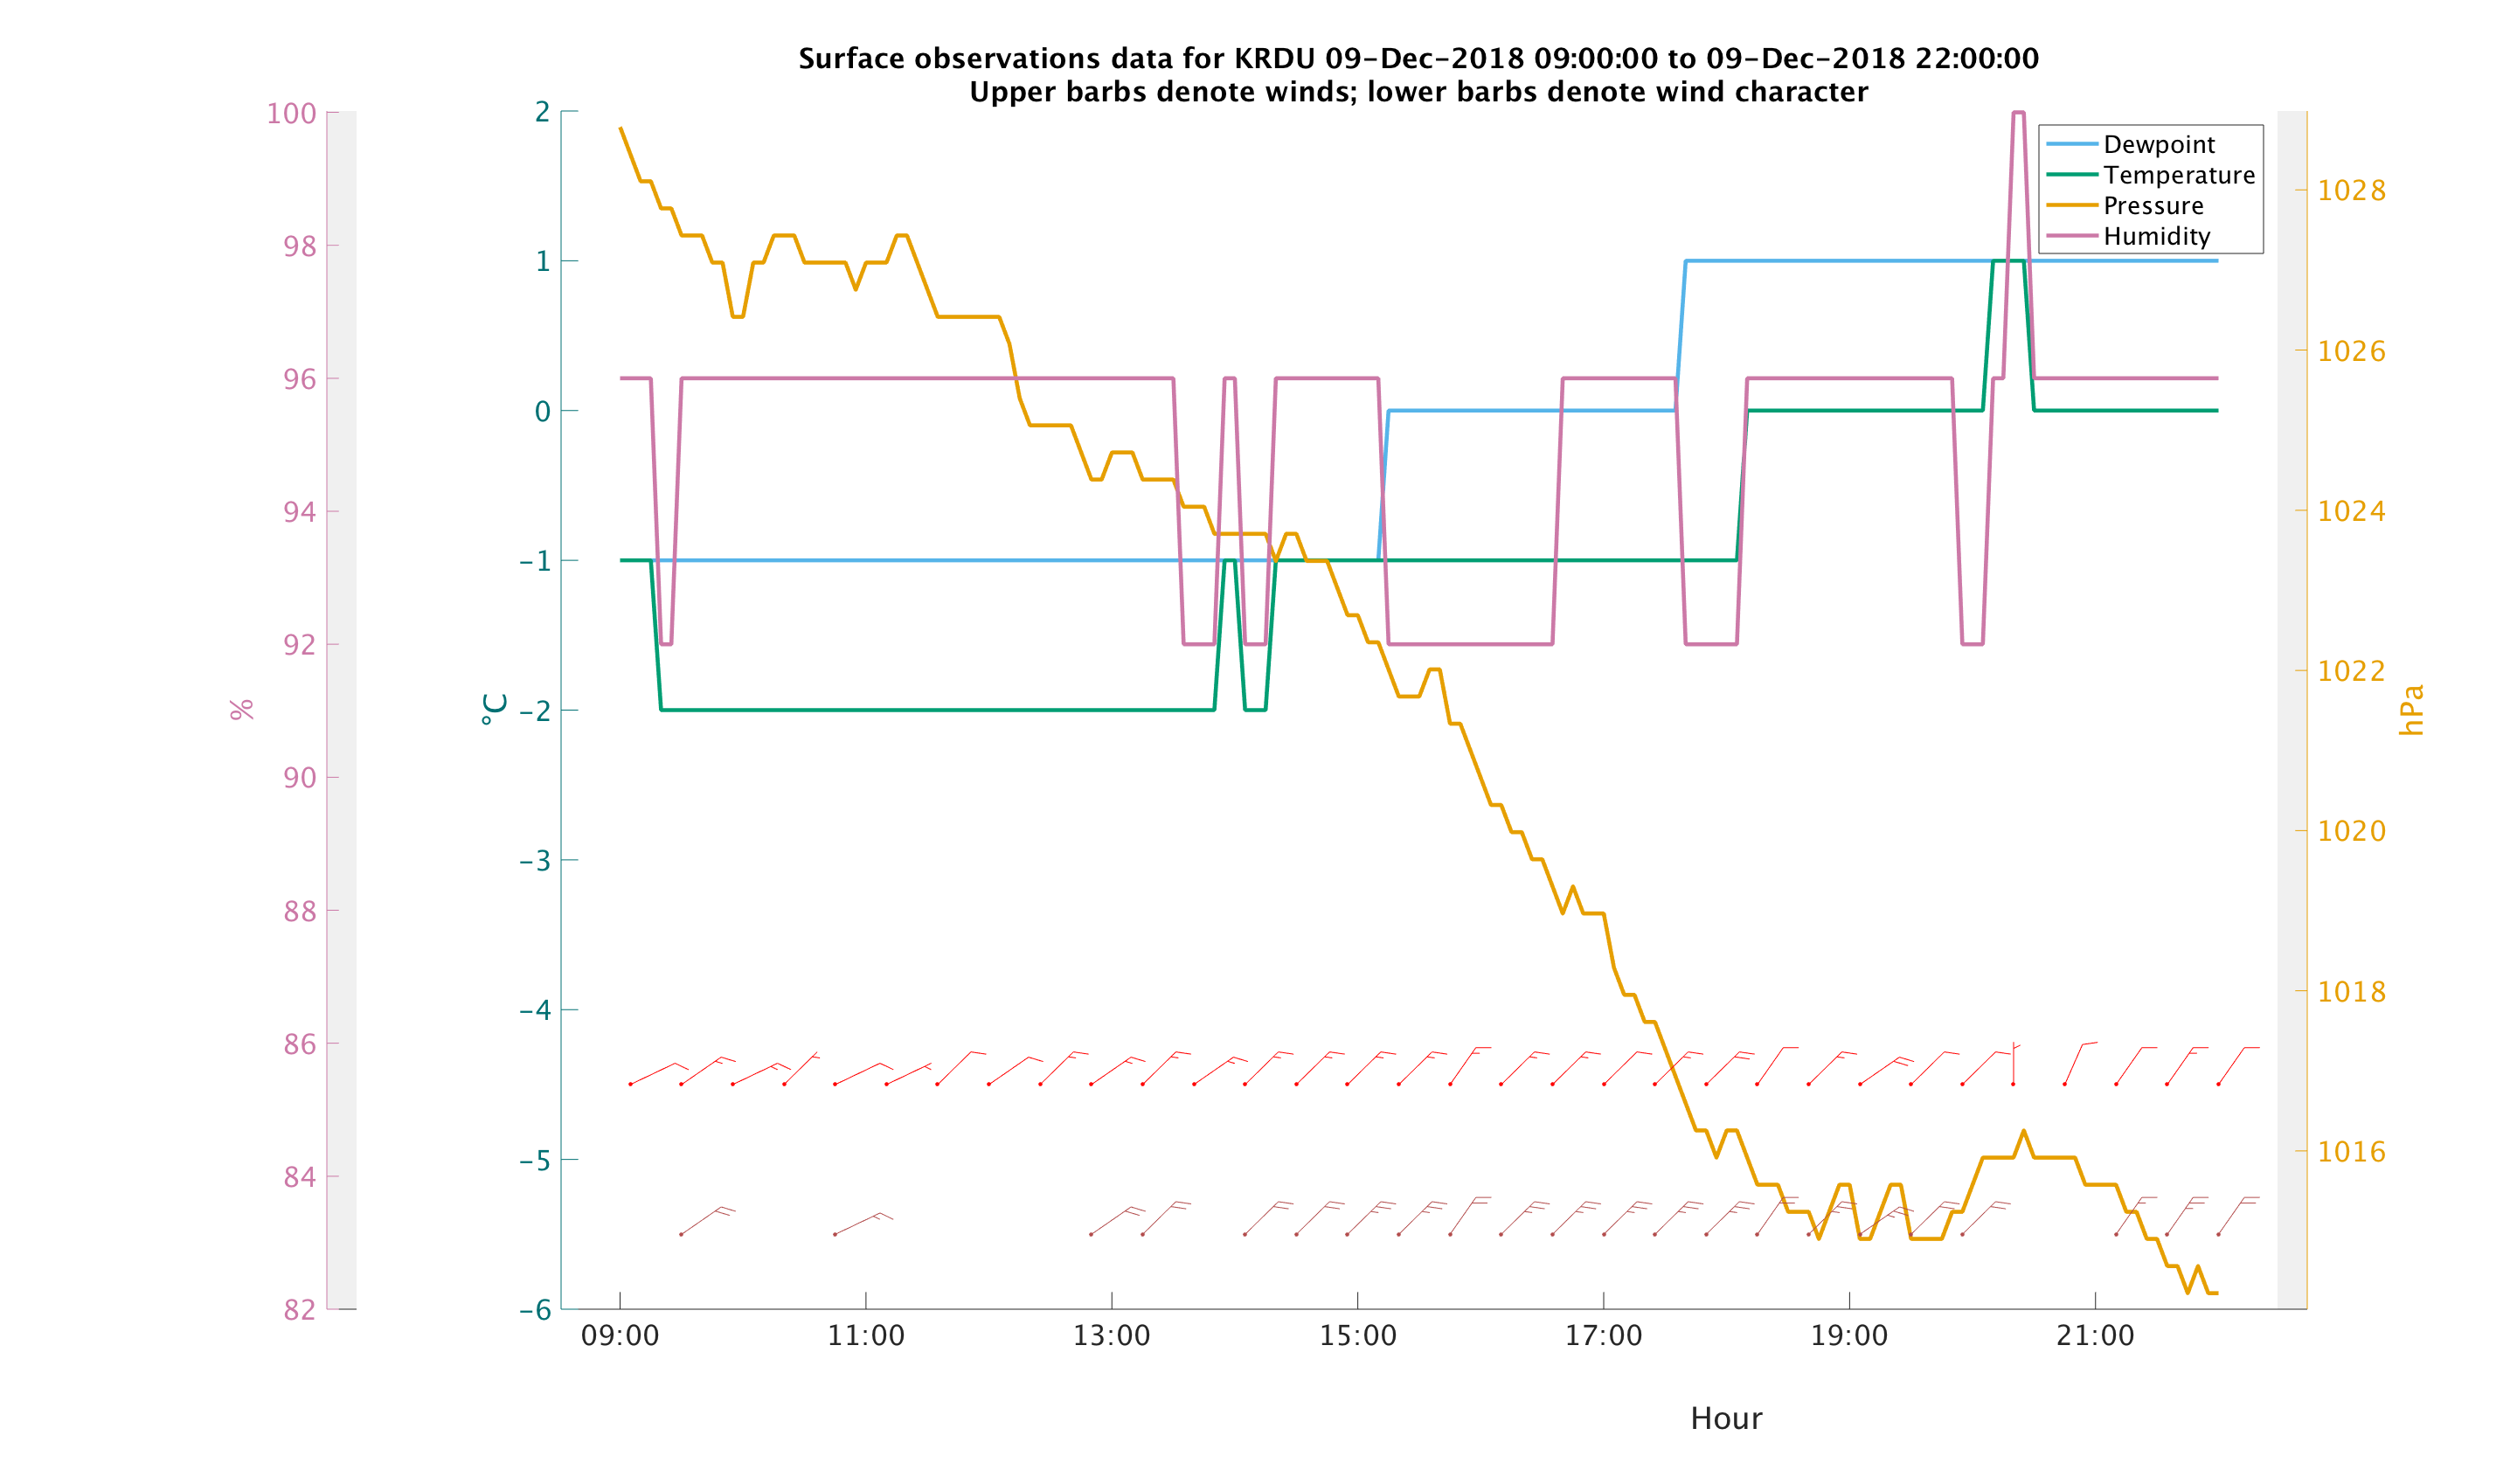 Surface observations data for KRDU 09-Dec-2018 09:00:00 to 09-Dec-2018 22:00:00
Upper barbs denote winds; lower barbs denote wind character
100
98
96
94
92
90
88
86
84
82
%
2
1
0
-1
-2
-3
-4
-5
-6
°C
Dewpoint
Temperature
Pressure
Humidity
1028
1026
1024
1022
1020
1018
1016
hPa
09:00 11:00 13:00 15:00 17:00 19:00 21:00
Hour